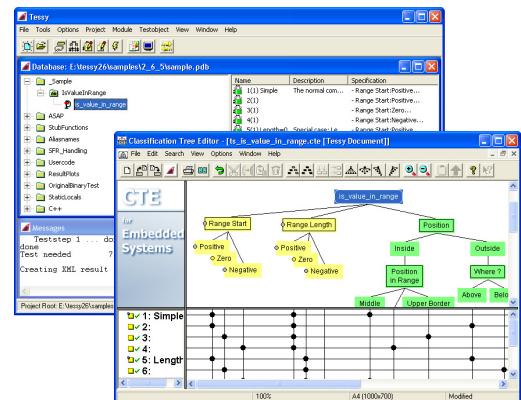 Tessy
File Tools Options Project Module Testobject View Window Help
Database: E:\tessy26\samples\2_6_5\sample.pdb
_Sample
IsValueInRange
is_value_in_range
ASAP
StubFunctions
Aliasnames
SFR_Handling
Usercode
ResultPlots
OriginalBinaryTest
StaticLocals
C++
Name Description Specification
1(1) Simple The normal com... - Range Start:Positive...
2(1) - Range Start:Positive...
3(1) - Range Start:Zero...
4(1) - Range Start:Negative...
5(1) Length=0 Special case: Le... - Range Start:Positive...
Messages
Teststep 1 ... do
done
Test needed 7
Creating XML result
Project Root: E:\tessy26\samples
Classification Tree Editor - [ts_is_value_in_range.cte [Tessy Document]]
File Edit Search View Options Window Help
CTE
for
Embedded
Systems
is_value_in_range
Range Start Range Length Position
Positive Positive Inside Outside
Zero Zero
Negative Negative
Position
in Range
Where ?
Middle Upper Border Above Belo
1: Simple
2:
3:
4:
5: Length
6:
100% A4 (1000x700) Modified